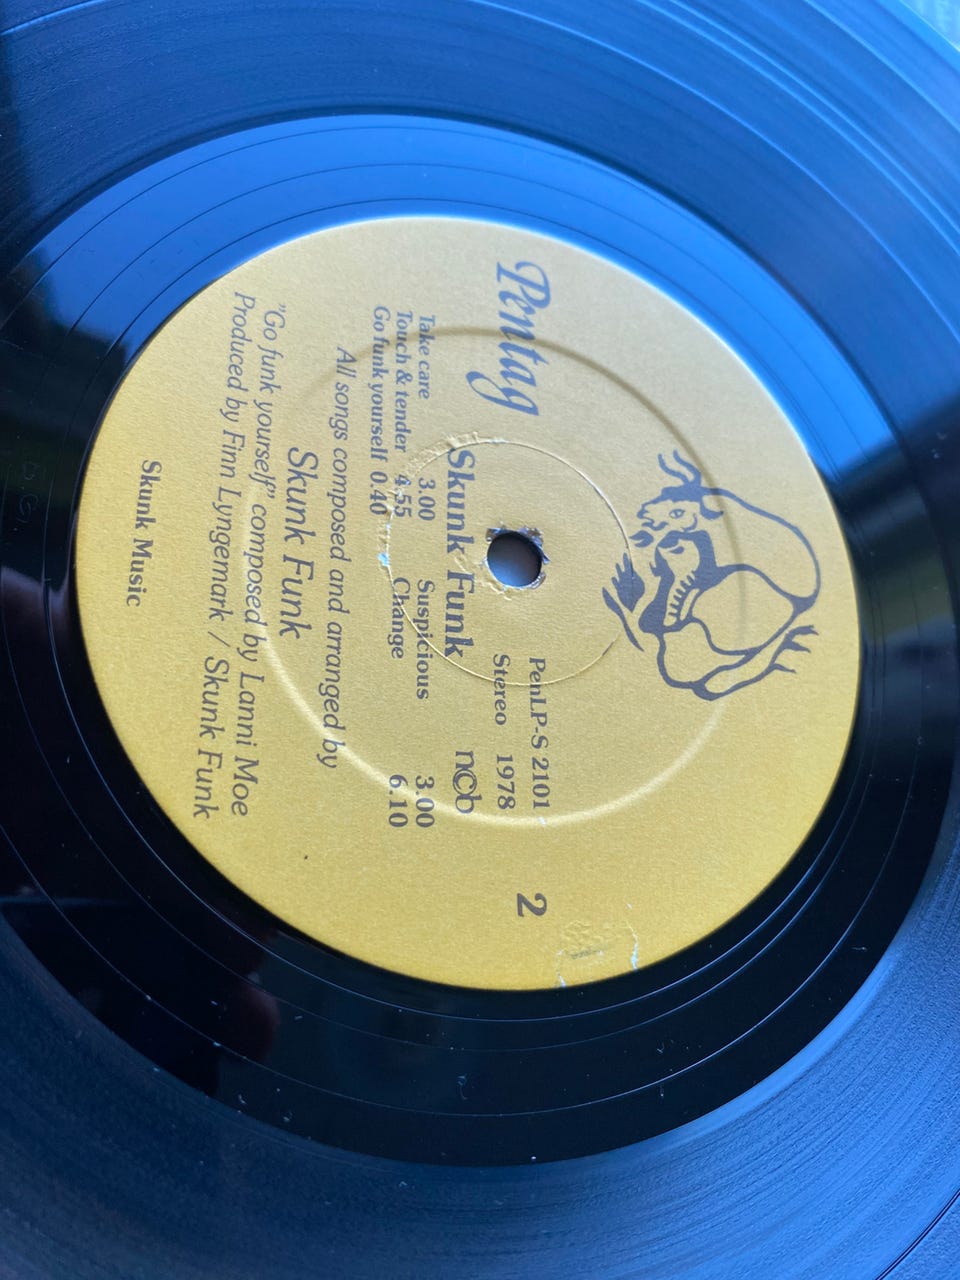 Pentag
PenLP-S 2101
Stereo 1978
2
ncb
Skunk Funk
Take care 3.00
Touch & tender 4.55
Go funk yourself 0.40
Suspicious 3.00
Change 6.10
All songs composed and arranged by
Skunk Funk
"Go funk yourself" composed by Lanni Moe
Produced by Finn Lyngemark / Skunk Funk
Skunk Music